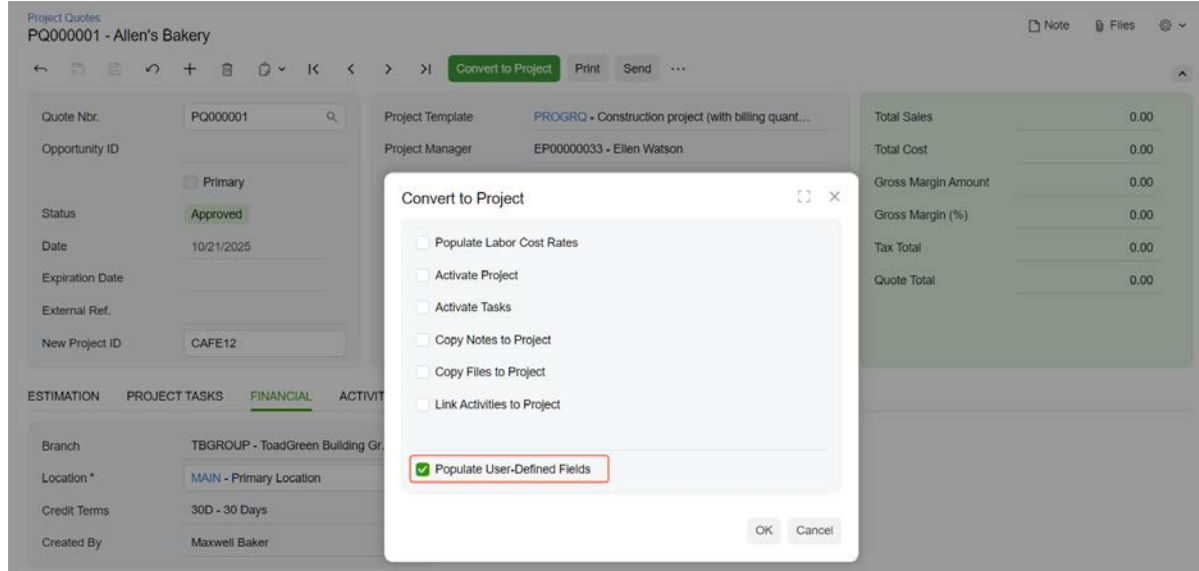 Project Quotes
PQ000001 - Allen's Bakery
Note Files
Convert to Project Print Send ...
Quote Nbr. PQ000001
Opportunity ID
Primary
Status Approved
Date 10/21/2025
Expiration Date
External Ref.
New Project ID CAFE12
Project Template PROGRQ - Construction project (with billing quant...
Project Manager EP00000033 - Ellen Watson
Total Sales 0.00
Total Cost 0.00
Gross Margin Amount 0.00
Gross Margin (%) 0.00
Tax Total 0.00
Quote Total 0.00
Convert to Project
Populate Labor Cost Rates
Activate Project
Activate Tasks
Copy Notes to Project
Copy Files to Project
Link Activities to Project
Populate User-Defined Fields
OK Cancel
ESTIMATION PROJECT TASKS FINANCIAL ACTIVIT
Branch TBGROUP - ToadGreen Building Gr.
Location * MAIN - Primary Location
Credit Terms 30D - 30 Days
Created By Maxwell Baker